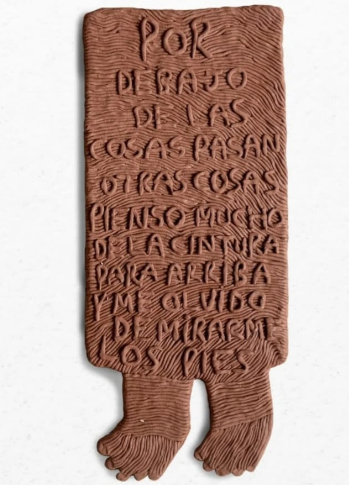 POR
DEBAJO
DE LAS
COSAS PASAN
OTRAS COSAS
PIENSO MUCHO
DE LA CINTURA
PARA ARRIBA
Y ME OLVIDO
DE MIRARME
LOS PIES